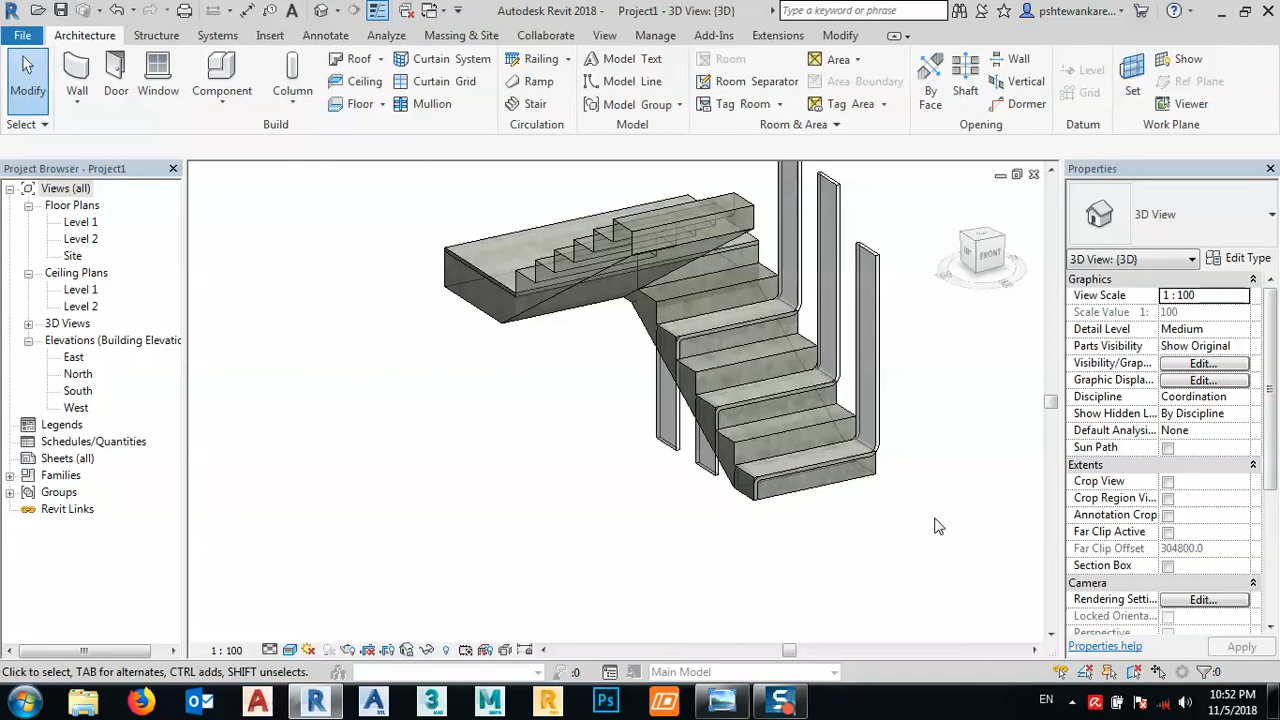 Autodesk Revit 2018 - Project1 - 3D View: {3D}
Type a keyword or phrase
pshtewankare...
File
Architecture
Structure
Systems
Insert
Annotate
Analyze
Massing & Site
Collaborate
View
Manage
Add-Ins
Extensions
Modify
Modify
Wall
Door
Window
Component
Column
Roof
Ceiling
Floor
Curtain System
Curtain Grid
Mullion
Railing
Ramp
Stair
Model Text
Model Line
Model Group
Room
Room Separator
Tag Room
Area
Area Boundary
Tag Area
By Face
Shaft
Wall
Vertical
Dormer
Level
Grid
Set
Show
Ref Plane
Viewer
Select
Build
Circulation
Model
Room & Area
Opening
Datum
Work Plane
Project Browser - Project1
Views (all)
Floor Plans
Level 1
Level 2
Site
Ceiling Plans
Level 1
Level 2
3D Views
Elevations (Building Elevatic
East
North
South
West
Legends
Schedules/Quantities
Sheets (all)
Families
Groups
Revit Links
FRONT
Properties
3D View
3D View: {3D}
Edit Type
Graphics
View Scale 1 : 100
Scale Value 1: 100
Detail Level Medium
Parts Visibility Show Original
Visibility/Grap... Edit...
Graphic Displa... Edit...
Discipline Coordination
Show Hidden L... By Discipline
Default Analysi... None
Sun Path
Extents
Crop View
Crop Region Vi...
Annotation Crop
Far Clip Active
Far Clip Offset 304800.0
Section Box
Camera
Rendering Setti... Edit...
Locked Orienta...
Perspective
Properties help
Apply
1 : 100
Click to select, TAB for alternates, CTRL adds, SHIFT unselects.
:0
Main Model
:0
EN
10:52 PM
11/5/2018